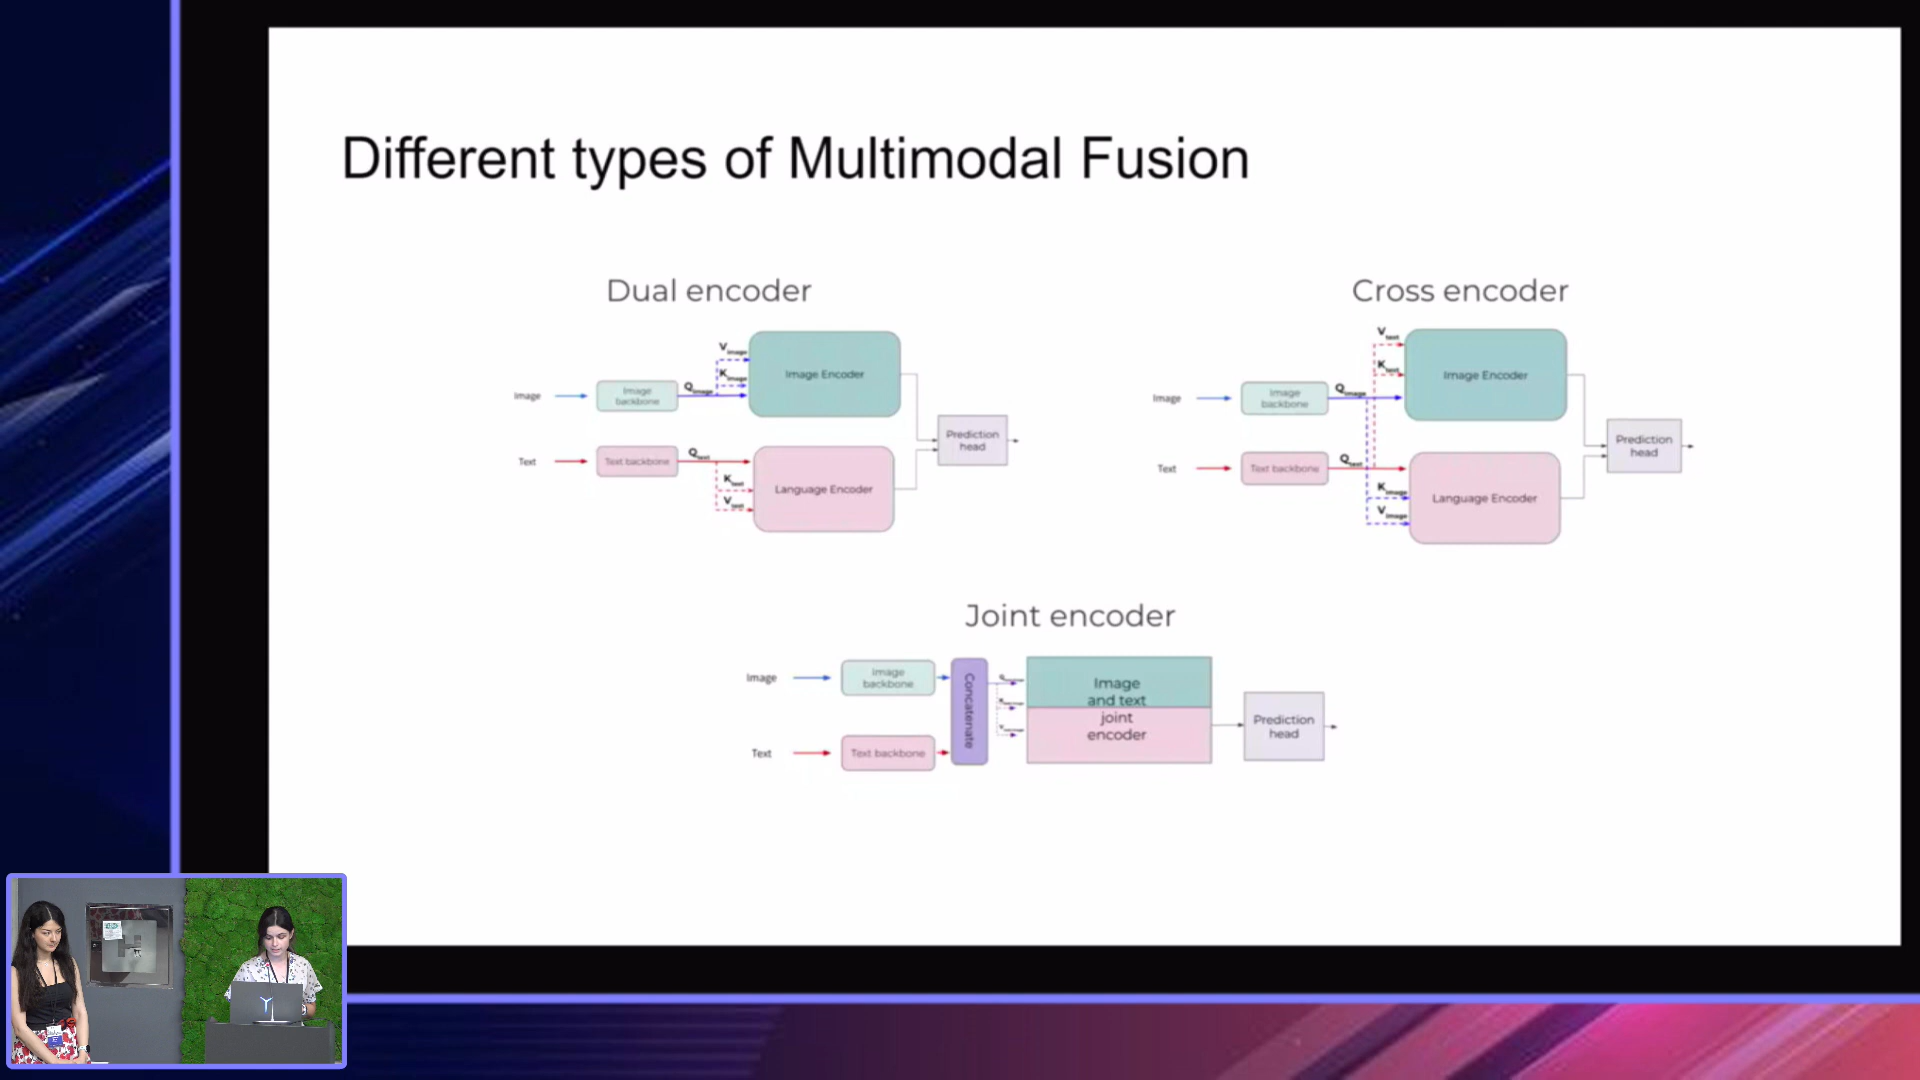 Different types of Multimodal Fusion
Dual encoder
Image
Image
backbone
Q image
V image
K image
Image Encoder
Text
Text backbone
Q text
K text
V text
Language Encoder
Prediction
head
Cross encoder
Image
Image
backbone
Q image
V text
K text
Image Encoder
Text
Text backbone
Q text
K image
V image
Language Encoder
Prediction
head
Joint encoder
Image
Image
backbone
Text
Text backbone
Concatenate
Image
and text
joint
encoder
Prediction
head